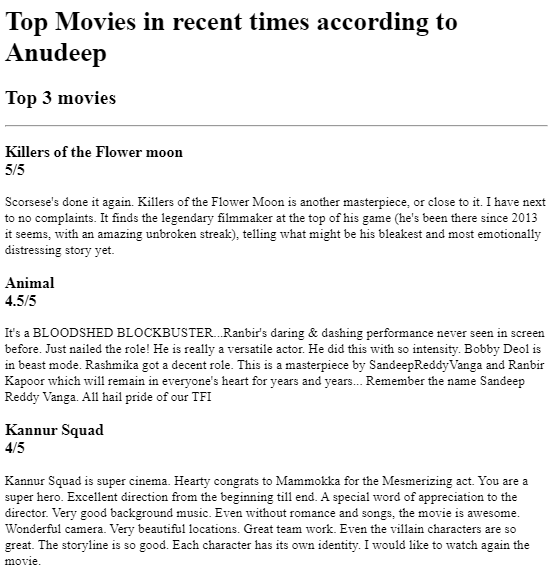 Top Movies in recent times according to
Anudeep
Top 3 movies
Killers of the Flower moon
5/5
Scorsese's done it again. Killers of the Flower Moon is another masterpiece, or close to it. I have next
to no complaints. It finds the legendary filmmaker at the top of his game (he's been there since 2013
it seems, with an amazing unbroken streak), telling what might be his bleakest and most emotionally
distressing story yet.
Animal
4.5/5
It's a BLOODSHED BLOCKBUSTER...Ranbir's daring & dashing performance never seen in screen
before. Just nailed the role! He is really a versatile actor. He did this with so intensity. Bobby Deol is
in beast mode. Rashmika got a decent role. This is a masterpiece by SandeepReddyVanga and Ranbir
Kapoor which will remain in everyone's heart for years and years... Remember the name Sandeep
Reddy Vanga. All hail pride of our TFI
Kannur Squad
4/5
Kannur Squad is super cinema. Hearty congrats to Mammokka for the Mesmerizing act. You are a
super hero. Excellent direction from the beginning till end. A special word of appreciation to the
director. Very good background music. Even without romance and songs, the movie is awesome.
Wonderful camera. Very beautiful locations. Great team work. Even the villain characters are so
great. The storyline is so good. Each character has its own identity. I would like to watch again the
movie.